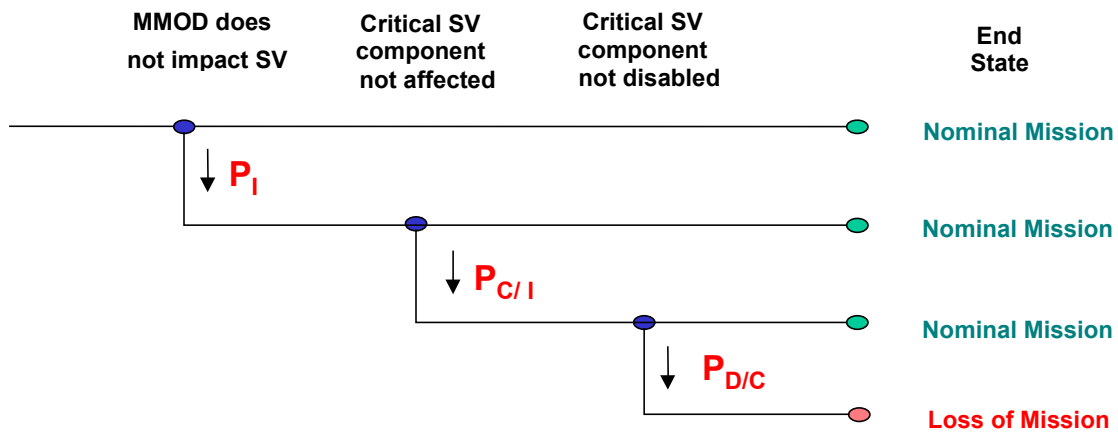 MMOD does
not impact SV
Critical SV
component
not affected
Critical SV
component
not disabled
End
State
Nominal Mission
P_I
Nominal Mission
P_C/ I
Nominal Mission
P_D/C
Loss of Mission